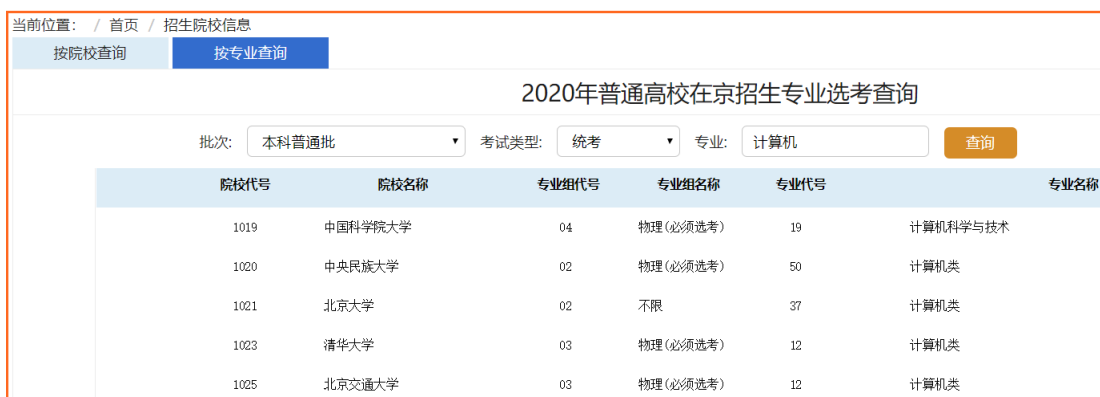 当前位置： / 首页 / 招生院校信息
按院校查询 按专业查询
2020年普通高校在京招生专业选考查询
批次: 本科普通批 考试类型: 统考 专业: 计算机 查询
院校代号 院校名称 专业组代号 专业组名称 专业代号 专业名称
1019 中国科学院大学 04 物理(必须选考) 19 计算机科学与技术
1020 中央民族大学 02 物理(必须选考) 50 计算机类
1021 北京大学 02 不限 37 计算机类
1023 清华大学 03 物理(必须选考) 12 计算机类
1025 北京交通大学 03 物理(必须选考) 12 计算机类